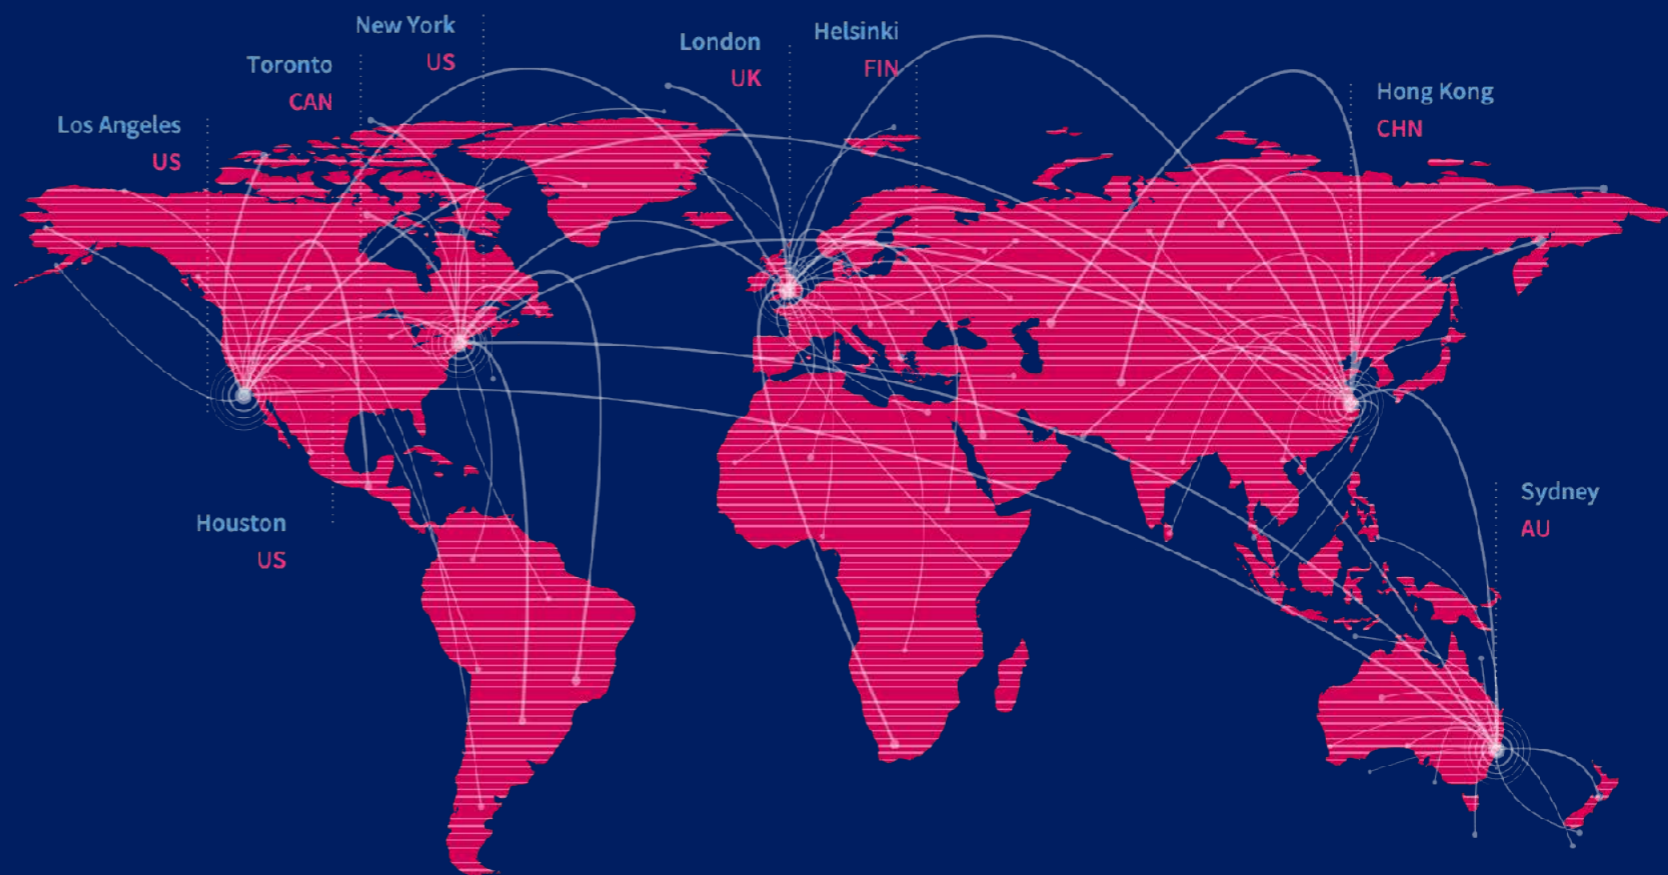 New York
US
Toronto
CAN
Los Angeles
US
London
UK
Helsinki
FIN
Hong Kong
CHN
Houston
US
Sydney
AU